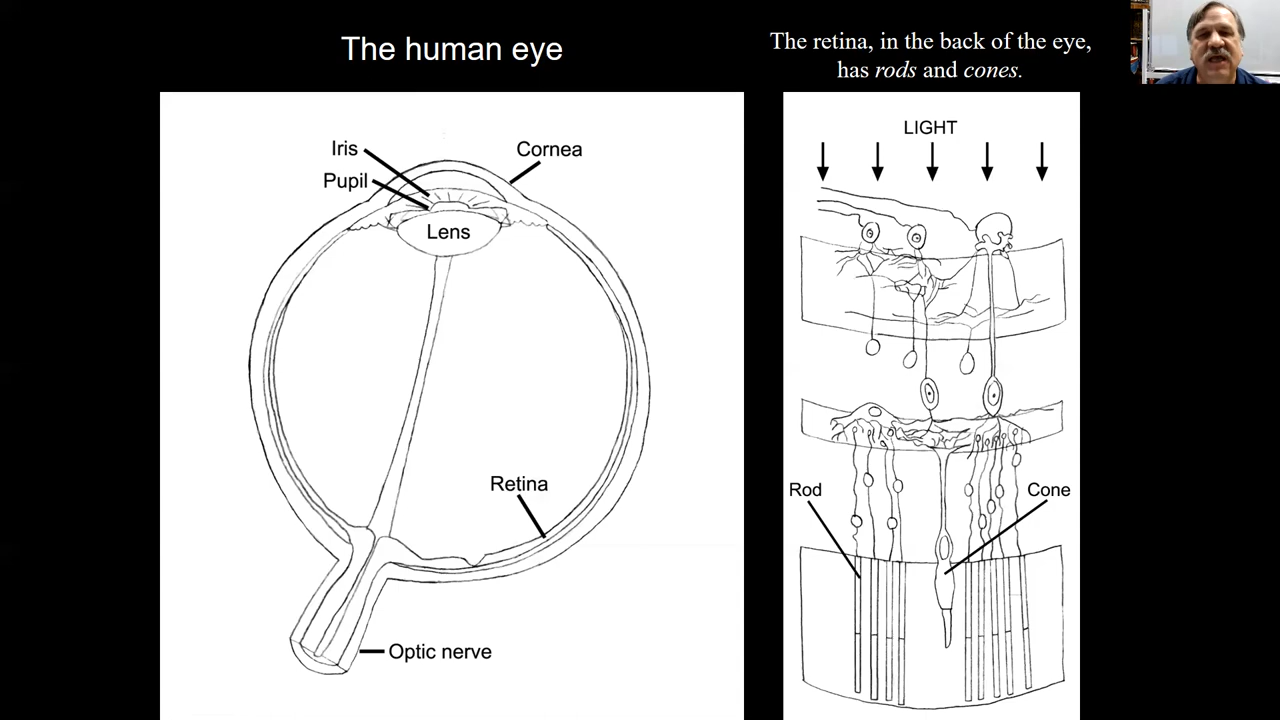 The human eye
The retina, in the back of the eye,
has rods and cones.
Iris
Cornea
Pupil
Lens
Retina
Optic nerve
LIGHT
Rod
Cone